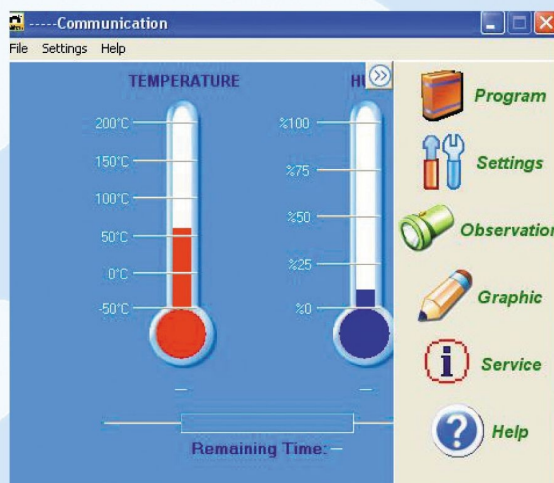 -----Communication
File Settings Help
TEMPERATURE
200°C
150°C
100°C
50°C
0°C
-50°C
%100
%75
%50
%25
%0
Remaining Time: –
Program
Settings
Observation
Graphic
Service
Help